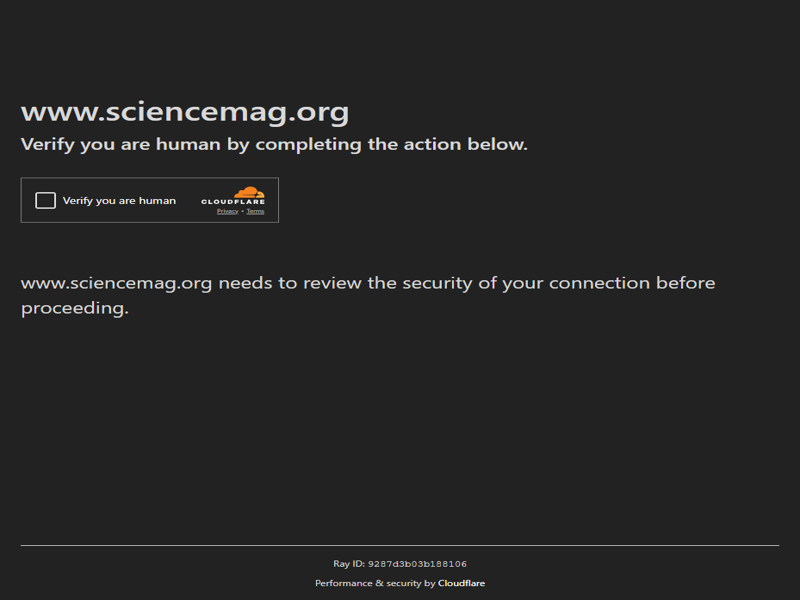 www.sciencemag.org
Verify you are human by completing the action below.
Verify you are human
CLOUDFLARE
Privacy • Terms
www.sciencemag.org needs to review the security of your connection before
proceeding.
Ray ID: 9287d3b03b188106
Performance & security by Cloudflare